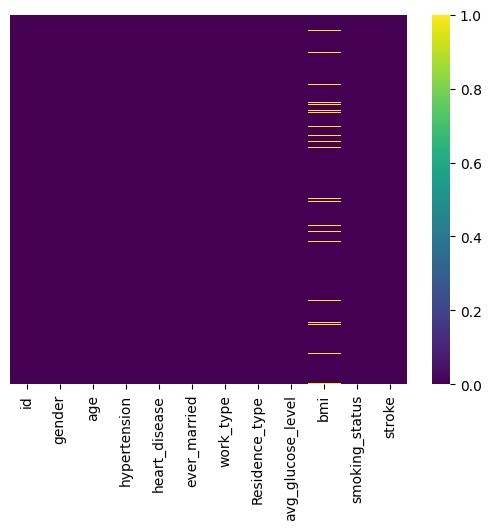 1.0
0.8
0.6
0.4
0.2
0.0
id
gender
age
hypertension
heart_disease
ever_married
work_type
Residence_type
avg_glucose_level
bmi
smoking_status
stroke